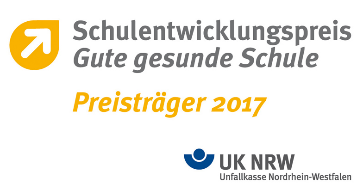 Schulentwicklungspreis
Gute gesunde Schule
Preisträger 2017
UK NRW
Unfallkasse Nordrhein-Westfalen